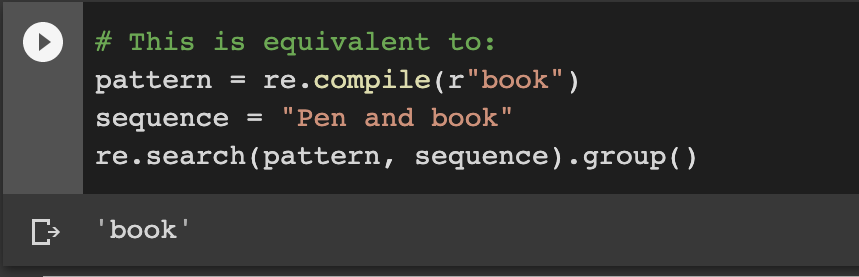 # This is equivalent to:
pattern = re.compile(r"book")
sequence = "Pen and book"
re.search(pattern, sequence).group()
'book'